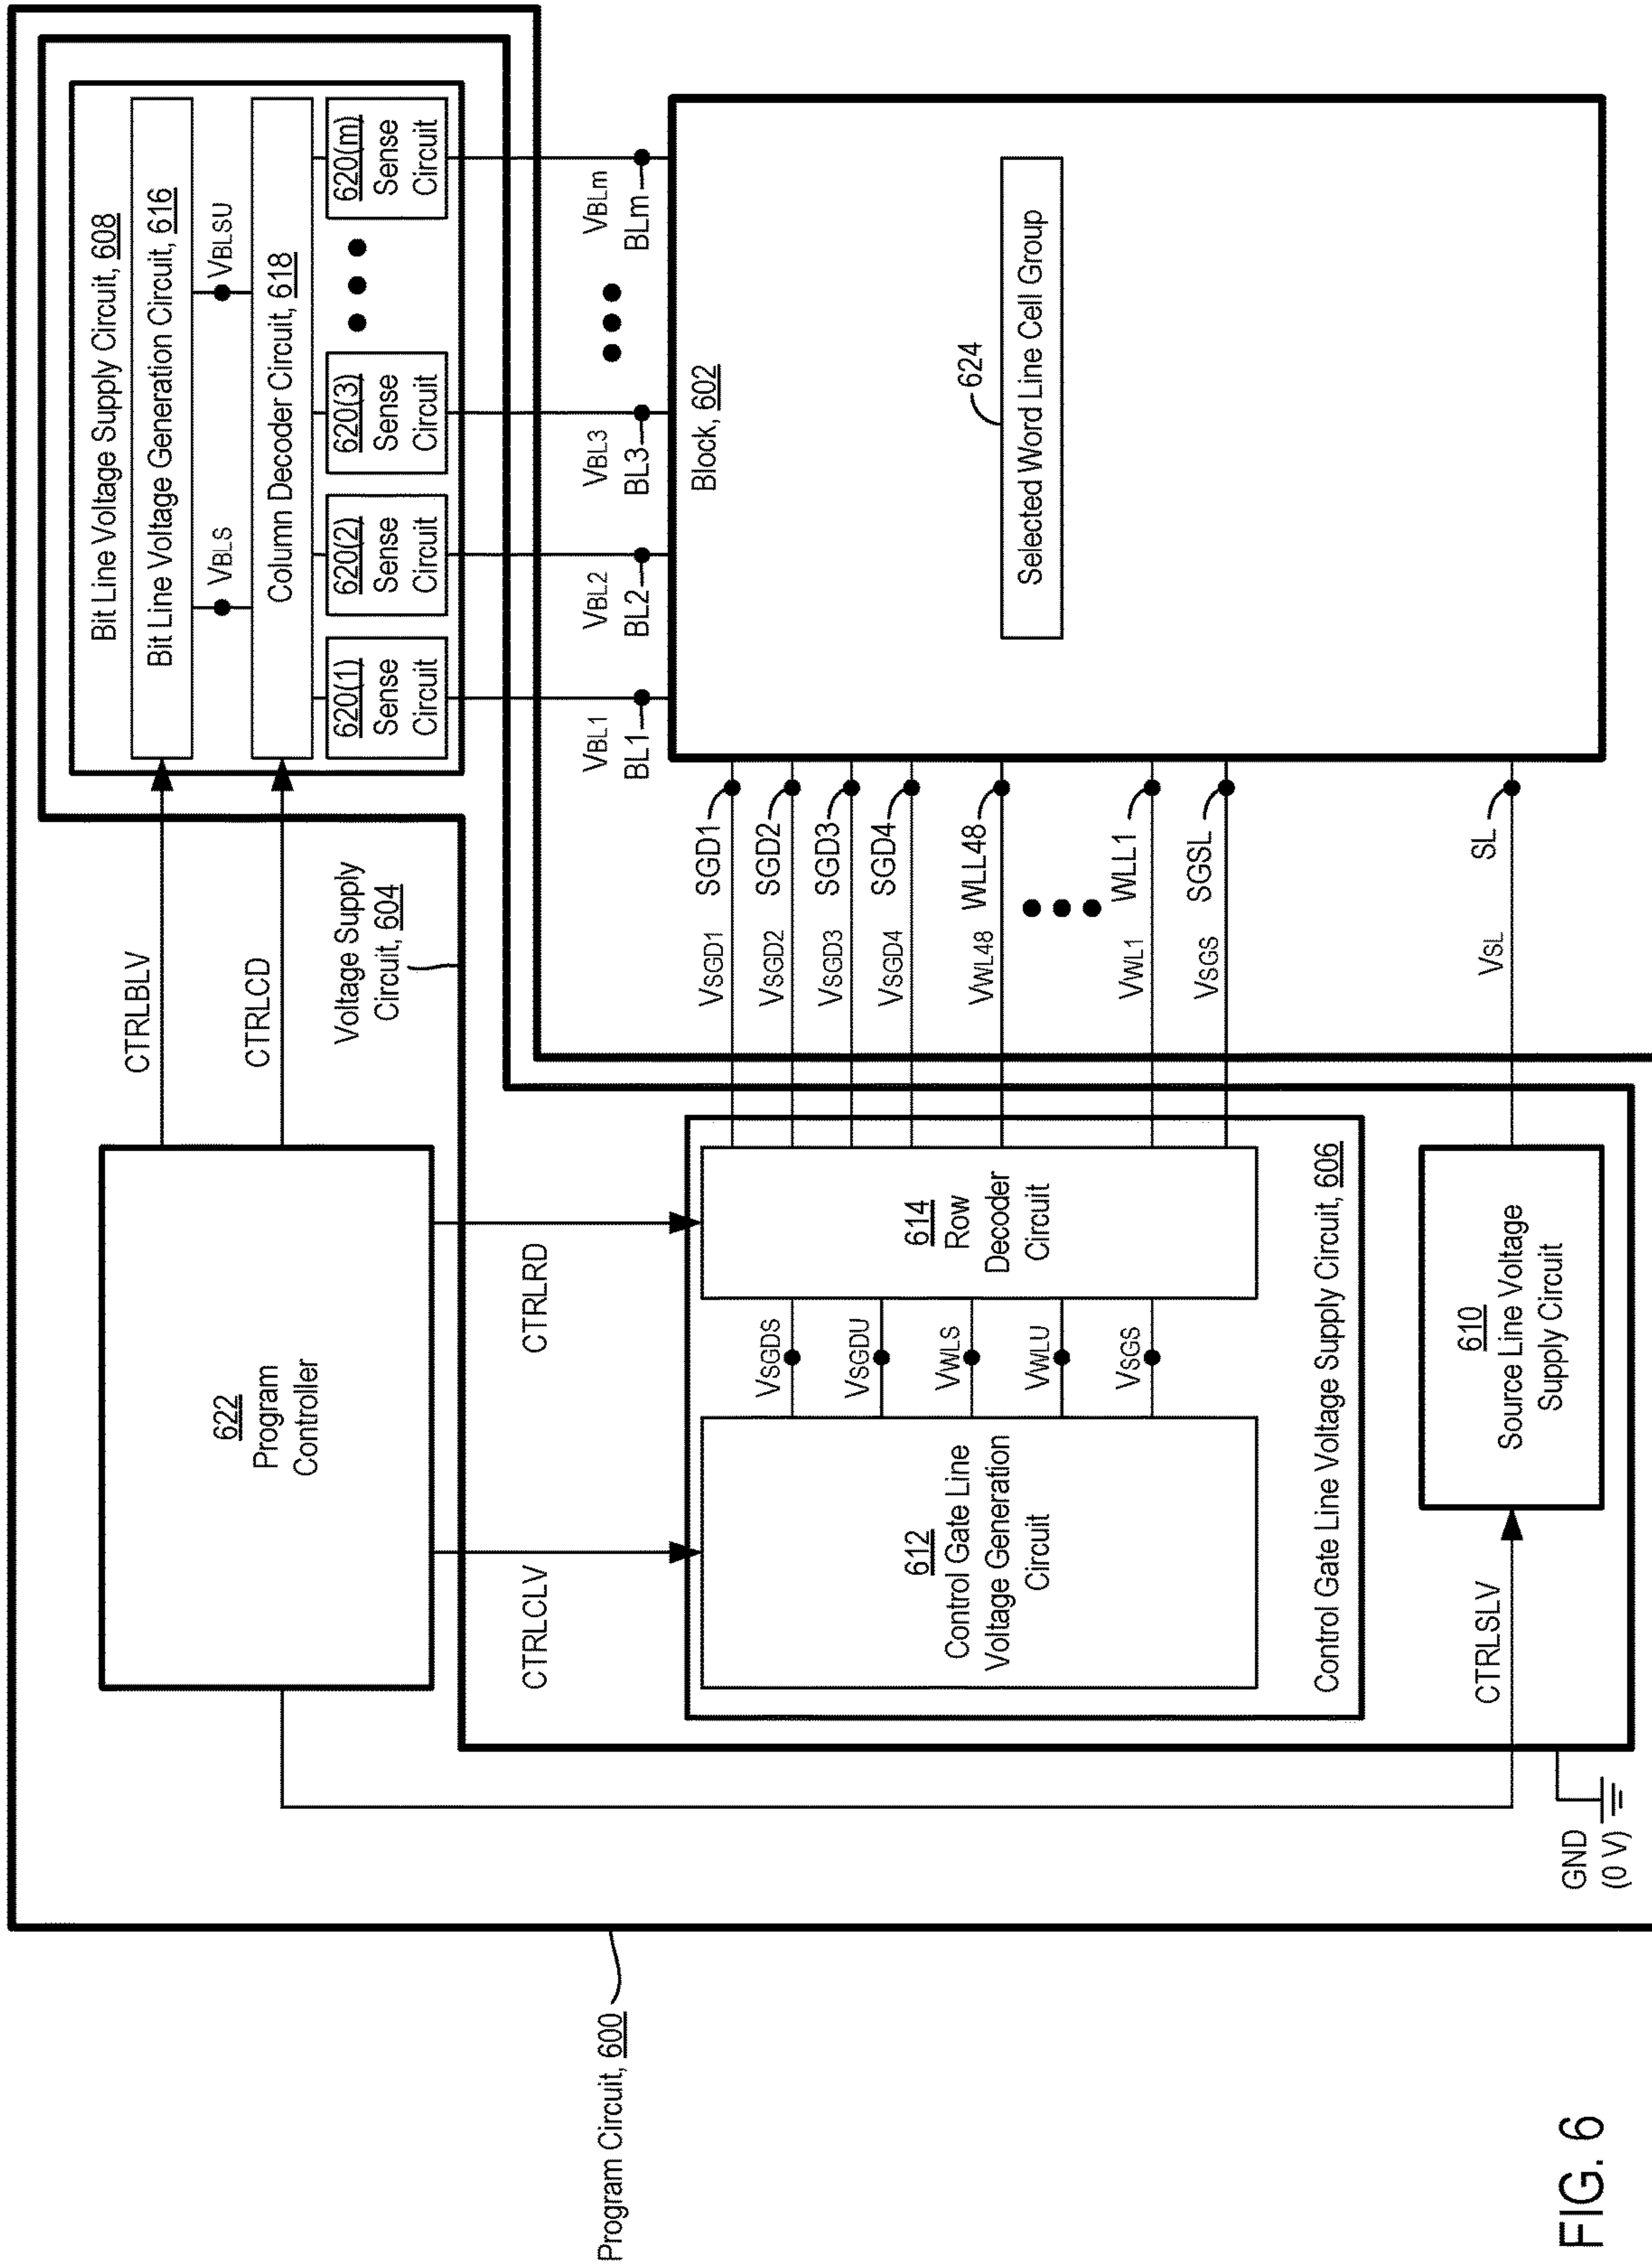 Program Circuit, 600
622
Program
Controller
CTRLBLV
CTRLCD
CTRLRD
CTRLCLV
CTRLSLV
Voltage Supply
Circuit, 604
Bit Line Voltage Supply Circuit, 608
Bit Line Voltage Generation Circuit, 616
VBLS
VBLSU
Column Decoder Circuit, 618
620(1)
Sense
Circuit
620(2)
Sense
Circuit
620(3)
Sense
Circuit
620(m)
Sense
Circuit
VBL1
BL1
VBL2
BL2
VBL3
BL3
VBLm
BLm
Block, 602
624
Selected Word Line Cell Group
612
Control Gate Line
Voltage Generation
Circuit
VSGDS
VSGDU
VWLS
VWLU
VSGS
614
Row
Decoder
Circuit
Control Gate Line Voltage Supply Circuit, 606
VSGD1
SGD1
VSGD2
SGD2
VSGD3
SGD3
VSGD4
SGD4
VWL48
WLL48
VWL1
WLL1
VSGS
SGSL
VSL
SL
610
Source Line Voltage
Supply Circuit
GND
(0 V)
FIG. 6